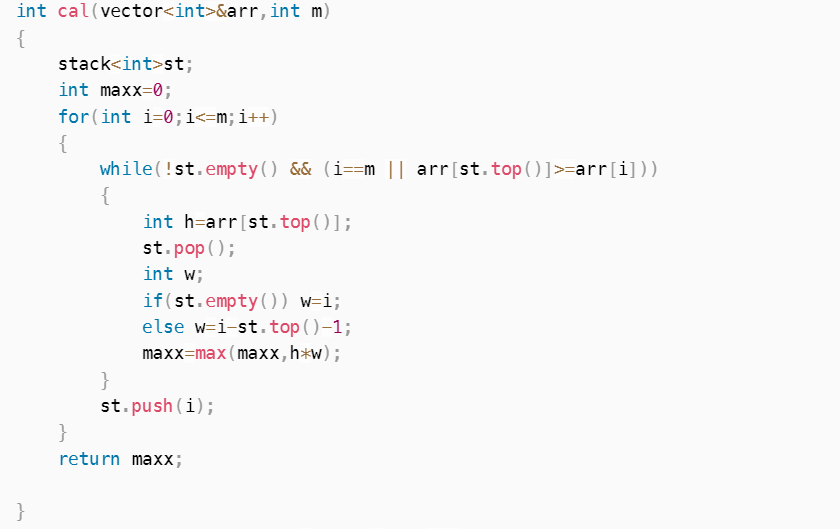 int cal(vector<int>&arr,int m)
{
    stack<int>st;
    int maxx=0;
    for(int i=0;i<=m;i++)
    {
        while(!st.empty() && (i==m || arr[st.top()]>=arr[i]))
        {
            int h=arr[st.top()];
            st.pop();
            int w;
            if(st.empty()) w=i;
            else w=i-st.top()-1;
            maxx=max(maxx,h*w);
        }
        st.push(i);
    }
    return maxx;

}